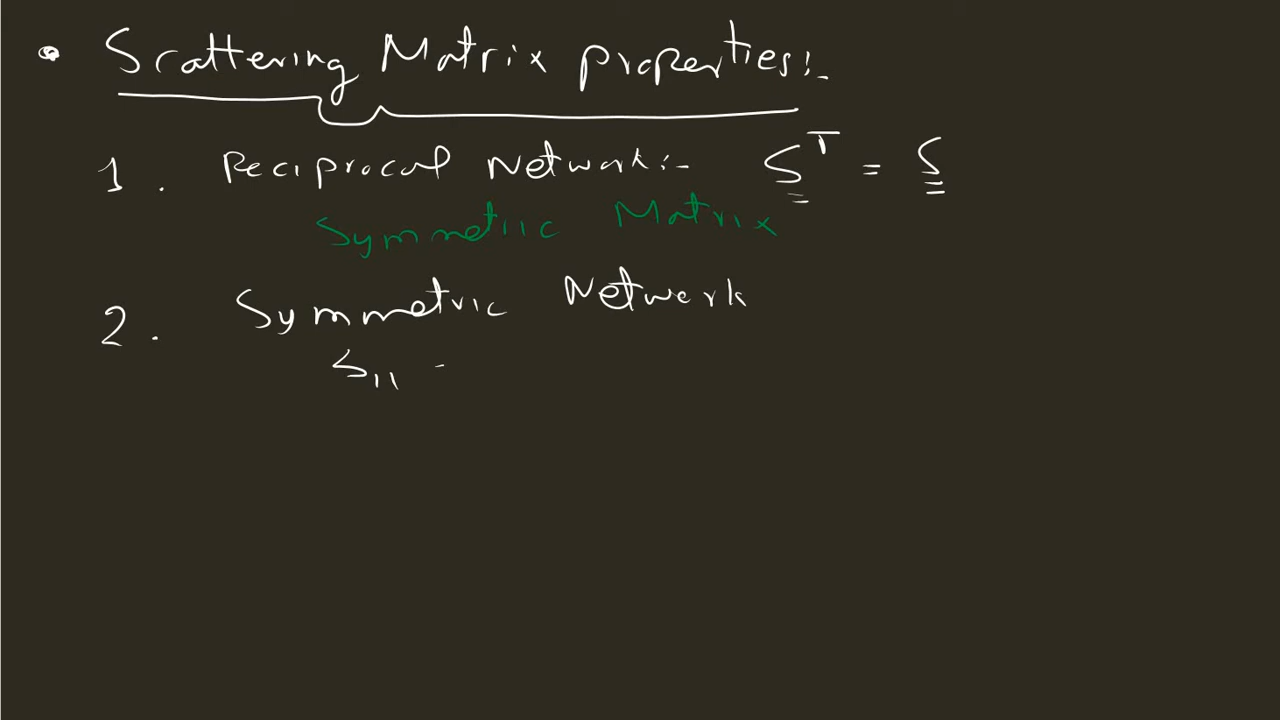 • Scattering Matrix properties:-
1. Reciprocal Network:- S̳ᵀ = S̳
Symmetric Matrix
2. Symmetric Network
S₁₁ -